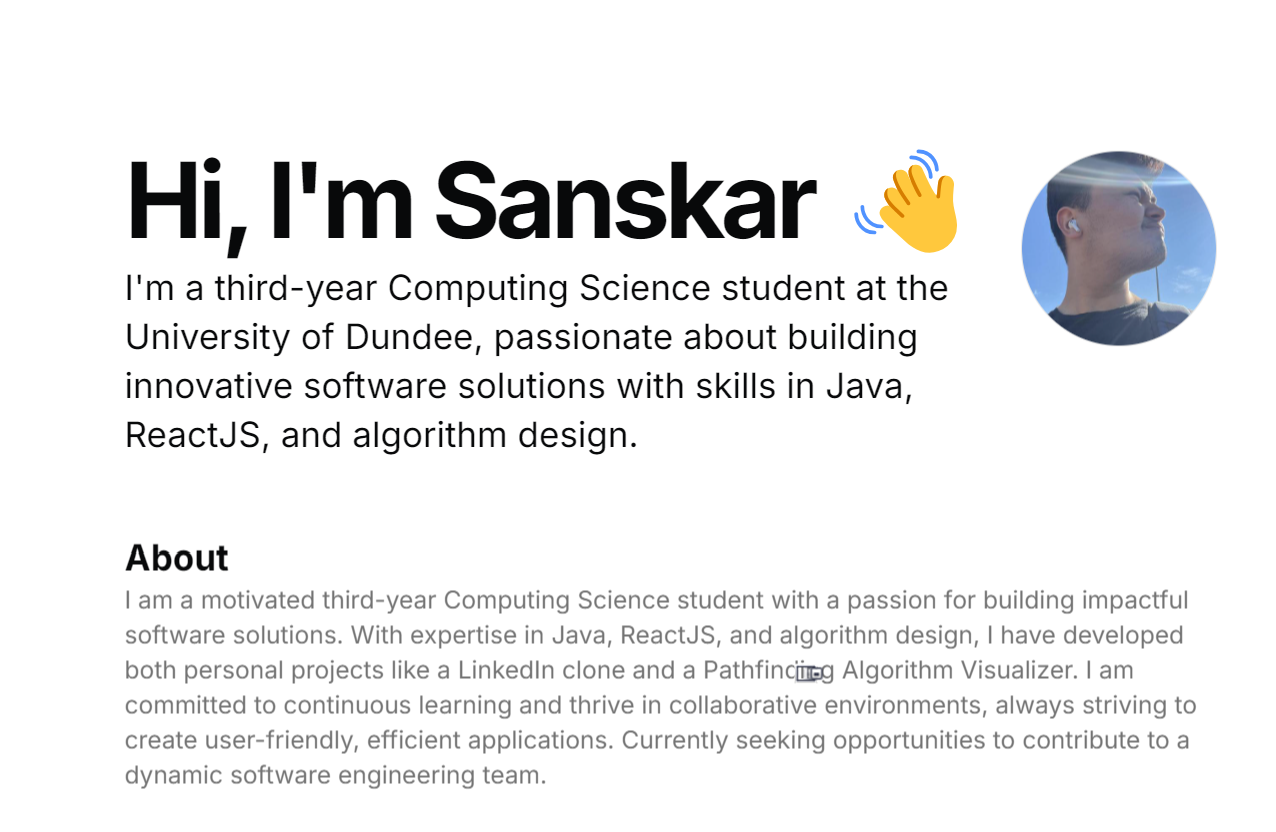 Hi, I'm Sanskar 👋
I'm a third-year Computing Science student at the
University of Dundee, passionate about building
innovative software solutions with skills in Java,
ReactJS, and algorithm design.
About
I am a motivated third-year Computing Science student with a passion for building impactful
software solutions. With expertise in Java, ReactJS, and algorithm design, I have developed
both personal projects like a LinkedIn clone and a Pathfinding Algorithm Visualizer. I am
committed to continuous learning and thrive in collaborative environments, always striving to
create user-friendly, efficient applications. Currently seeking opportunities to contribute to a
dynamic software engineering team.